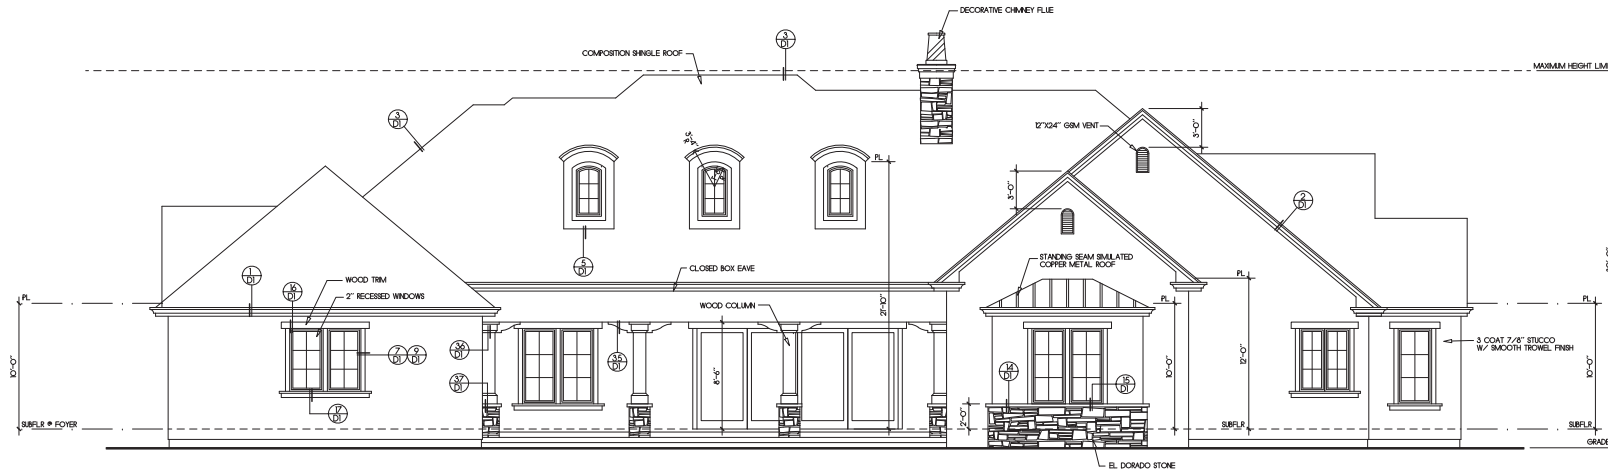 DECORATIVE CHIMNEY FLUE
3
D1
COMPOSITION SHINGLE ROOF
MAXIMUM HEIGHT LIMI
3
D1
3'-4"
R
12"X24" GSM VENT
3'-0"
PL
3'-0"
2
D1
5
D1
1
D1
WOOD TRIM
CLOSED BOX EAVE
STANDING SEAM SIMULATED
COPPER METAL ROOF
PL
16
D1
2" RECESSED WINDOWS
PL
WOOD COLUMN
21'-10"
PL
PL
36
D1
35
D1
7
D1
9
D1
3 COAT 7/8" STUCCO
W/ SMOOTH TROWEL FINISH
10'-0"
8'-6"
10'-0"
12'-0"
10'-0"
37
D1
14
D1
15
D1
17
D1
2'-0"
SUBFLR @ FOYER
SUBFLR
SUBFLR
GRADE
EL DORADO STONE